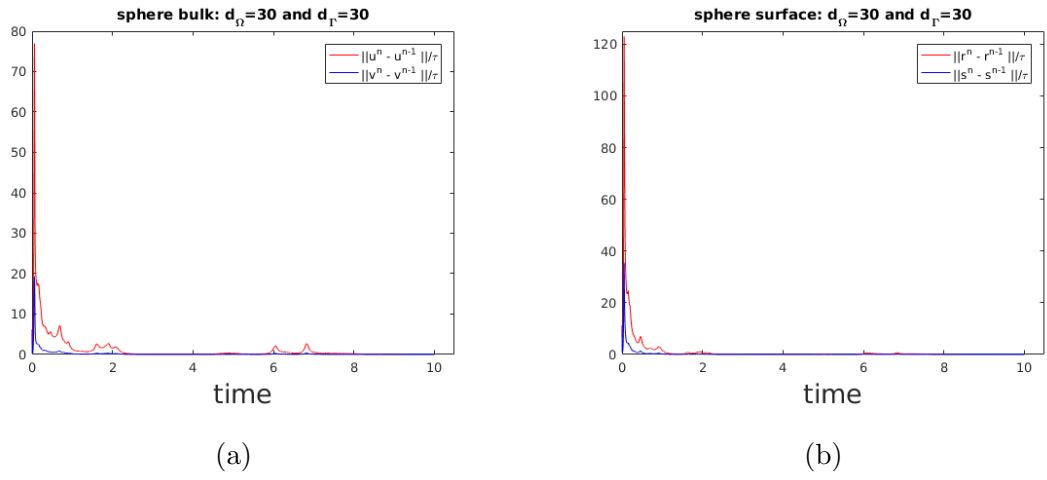 sphere bulk: d_Ω=30 and d_Γ=30
||u^n - u^{n-1} ||/τ
||v^n - v^{n-1} ||/τ
80
70
60
50
40
30
20
10
0
0 2 4 6 8 10
time
(a)
sphere surface: d_Ω=30 and d_Γ=30
||r^n - r^{n-1} ||/τ
||s^n - s^{n-1} ||/τ
120
100
80
60
40
20
0
0 2 4 6 8 10
time
(b)